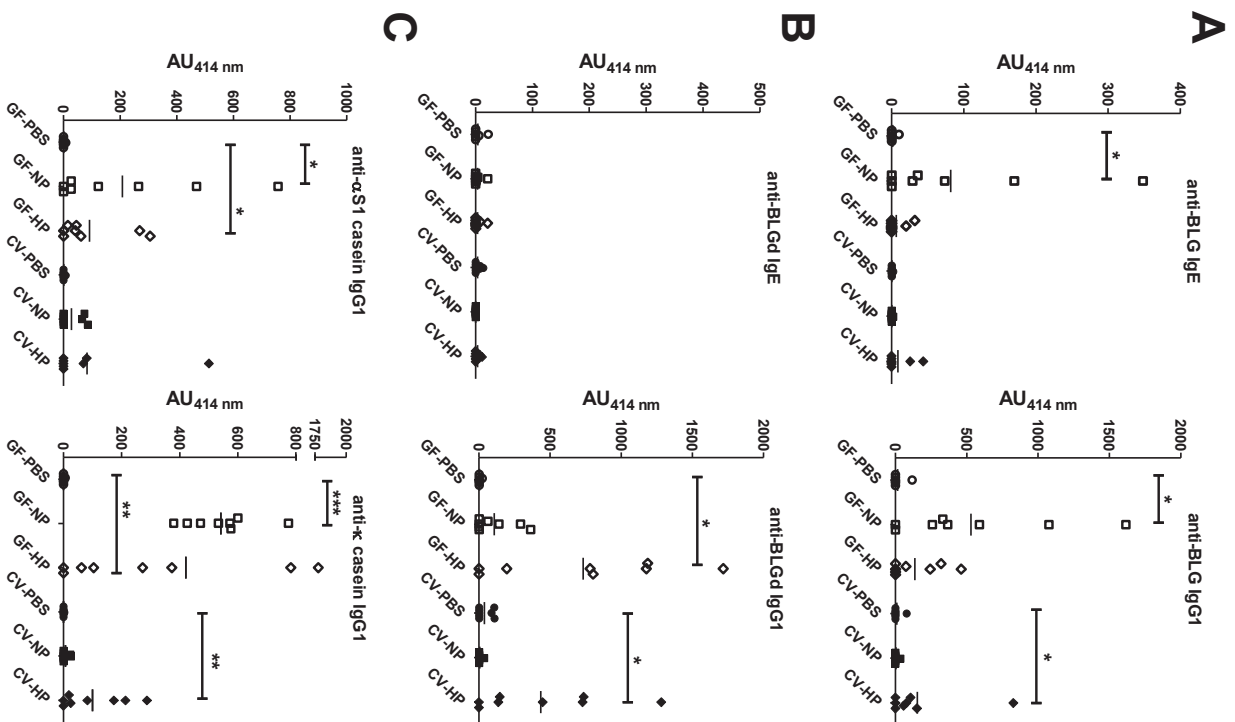 A
anti-BLG IgE
AU414 nm
400
300
200
100
0
GF-PBS
GF-NP
GF-HP
CV-PBS
CV-NP
CV-HP
*
anti-BLG IgG1
AU414 nm
2000
1500
1000
500
0
GF-PBS
GF-NP
GF-HP
CV-PBS
CV-NP
CV-HP
*
*
B
anti-BLGd IgE
AU414 nm
500
400
300
200
100
0
GF-PBS
GF-NP
GF-HP
CV-PBS
CV-NP
CV-HP
anti-BLGd IgG1
AU414 nm
2000
1500
1000
500
0
GF-PBS
GF-NP
GF-HP
CV-PBS
CV-NP
CV-HP
*
*
C
anti-αS1 casein IgG1
AU414 nm
1000
800
600
400
200
0
GF-PBS
GF-NP
GF-HP
CV-PBS
CV-NP
CV-HP
*
*
anti-κ casein IgG1
AU414 nm
2000
1750
800
600
400
200
0
GF-PBS
GF-NP
GF-HP
CV-PBS
CV-NP
CV-HP
***
**
**